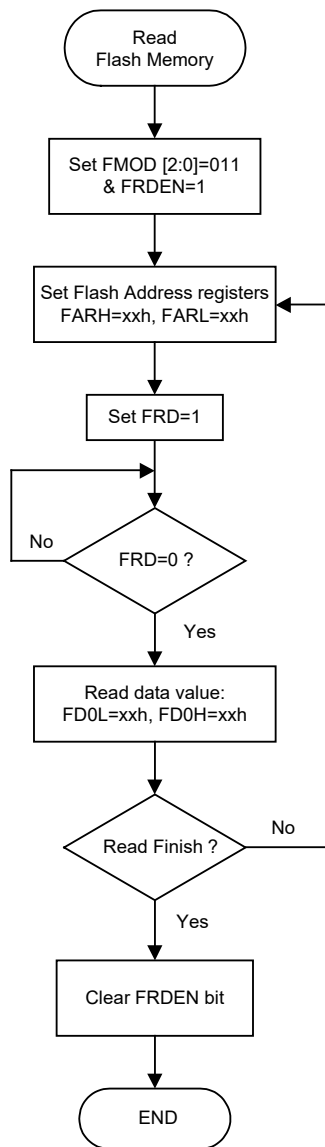 Read
Flash Memory
Set FMOD [2:0]=011
& FRDEN=1
Set Flash Address registers
FARH=xxh, FARL=xxh
Set FRD=1
No
FRD=0 ?
Yes
Read data value:
FD0L=xxh, FD0H=xxh
Read Finish ?
No
Yes
Clear FRDEN bit
END